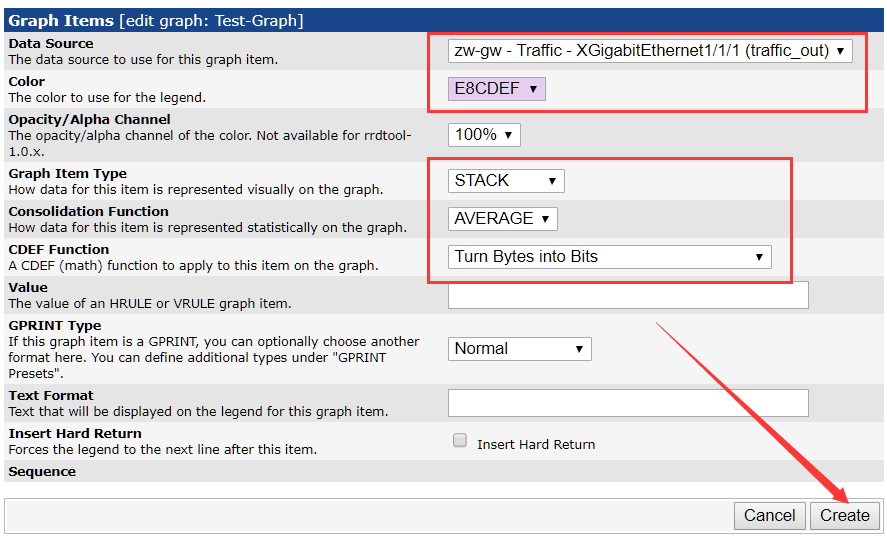 Graph Items [edit graph: Test-Graph]
Data Source
The data source to use for this graph item.
zw-gw - Traffic - XGigabitEthernet1/1/1 (traffic_out)
Color
The color to use for the legend.
E8CDEF
Opacity/Alpha Channel
The opacity/alpha channel of the color. Not available for rrdtool-
1.0.x.
100%
Graph Item Type
How data for this item is represented visually on the graph.
STACK
Consolidation Function
How data for this item is represented statistically on the graph.
AVERAGE
CDEF Function
A CDEF (math) function to apply to this item on the graph.
Turn Bytes into Bits
Value
The value of an HRULE or VRULE graph item.
GPRINT Type
If this graph item is a GPRINT, you can optionally choose another
format here. You can define additional types under "GPRINT
Presets".
Normal
Text Format
Text that will be displayed on the legend for this graph item.
Insert Hard Return
Forces the legend to the next line after this item.
Insert Hard Return
Sequence
Cancel
Create